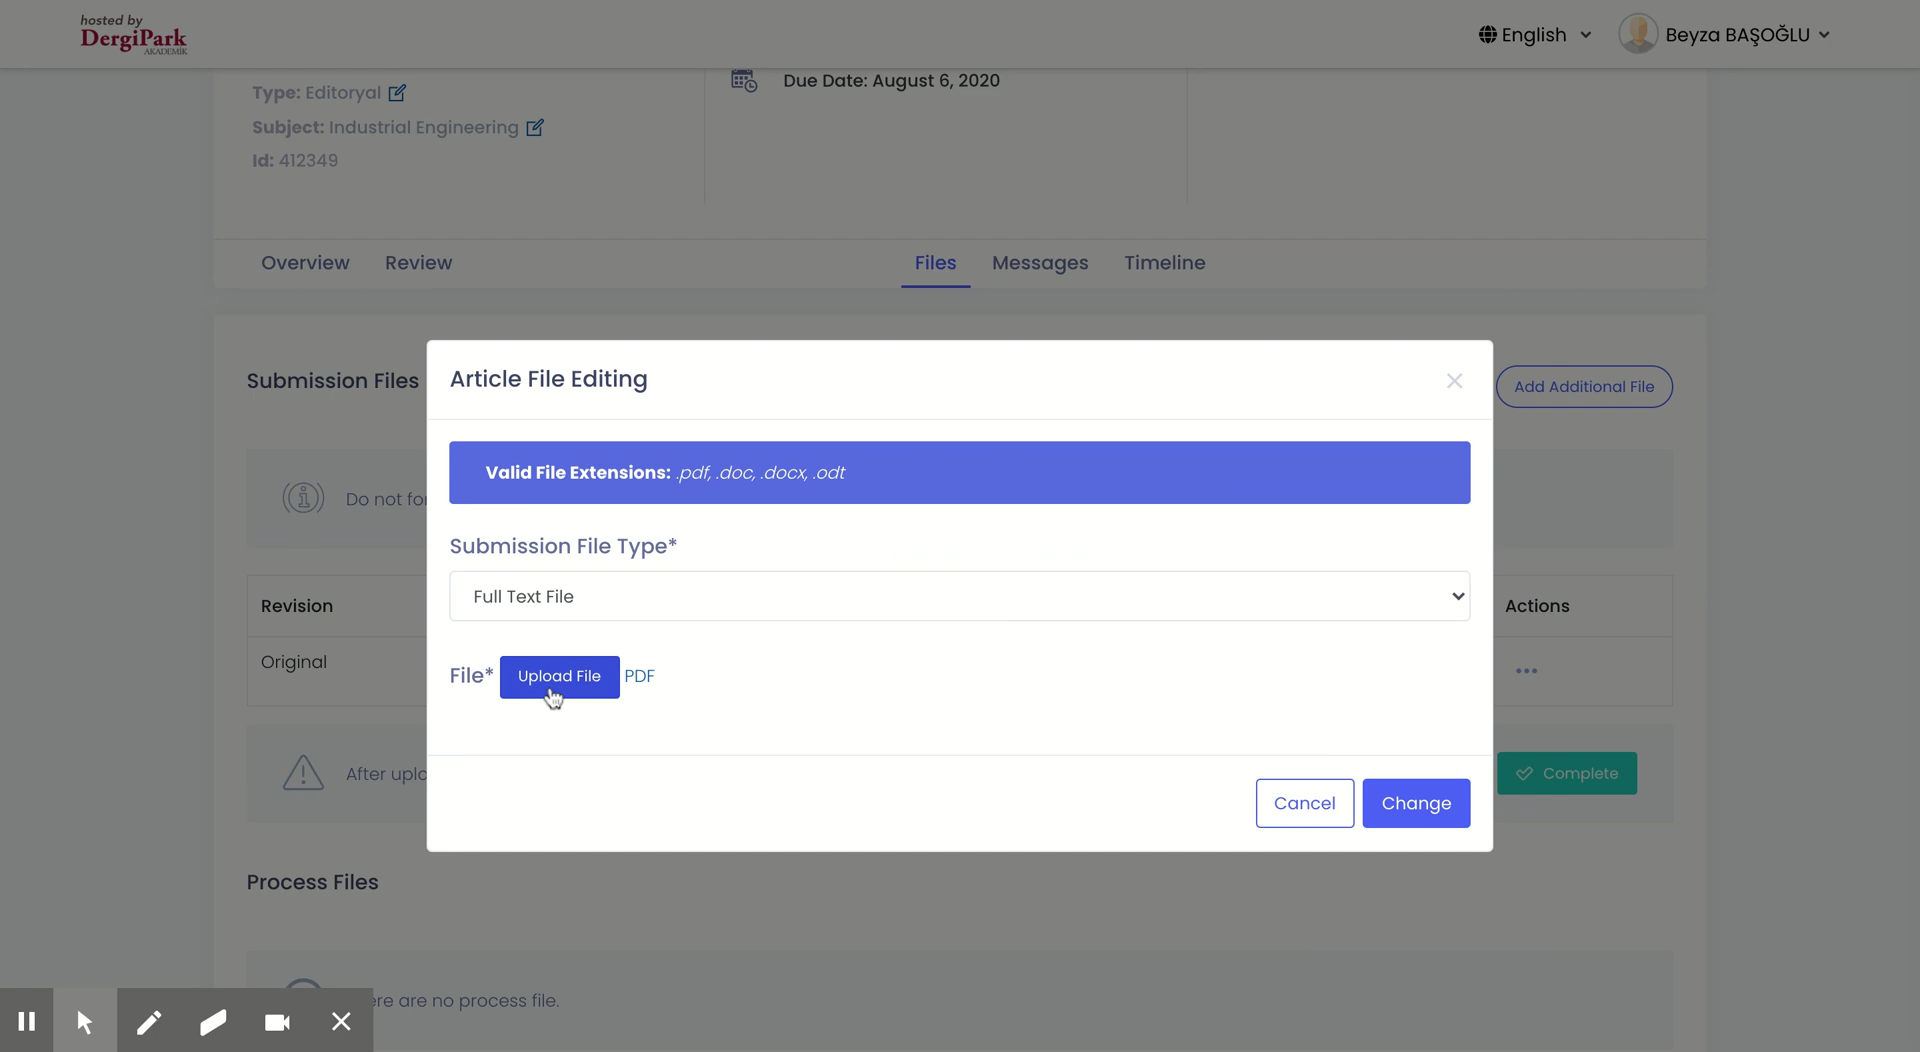 hosted by
DergiPark
AKADEMİK
English
Beyza BAŞOĞLU
Type: Editoryal
Due Date: August 6, 2020
Subject: Industrial Engineering
Id: 412349
Overview
Review
Files
Messages
Timeline
Submission Files
Add Additional File
Article File Editing
Valid File Extensions: .pdf, .doc, .docx, .odt
Do not for
Submission File Type*
Full Text File
Revision
Actions
Original
File*
Upload File
PDF
After uplo
Complete
Cancel
Change
Process Files
ere are no process file.